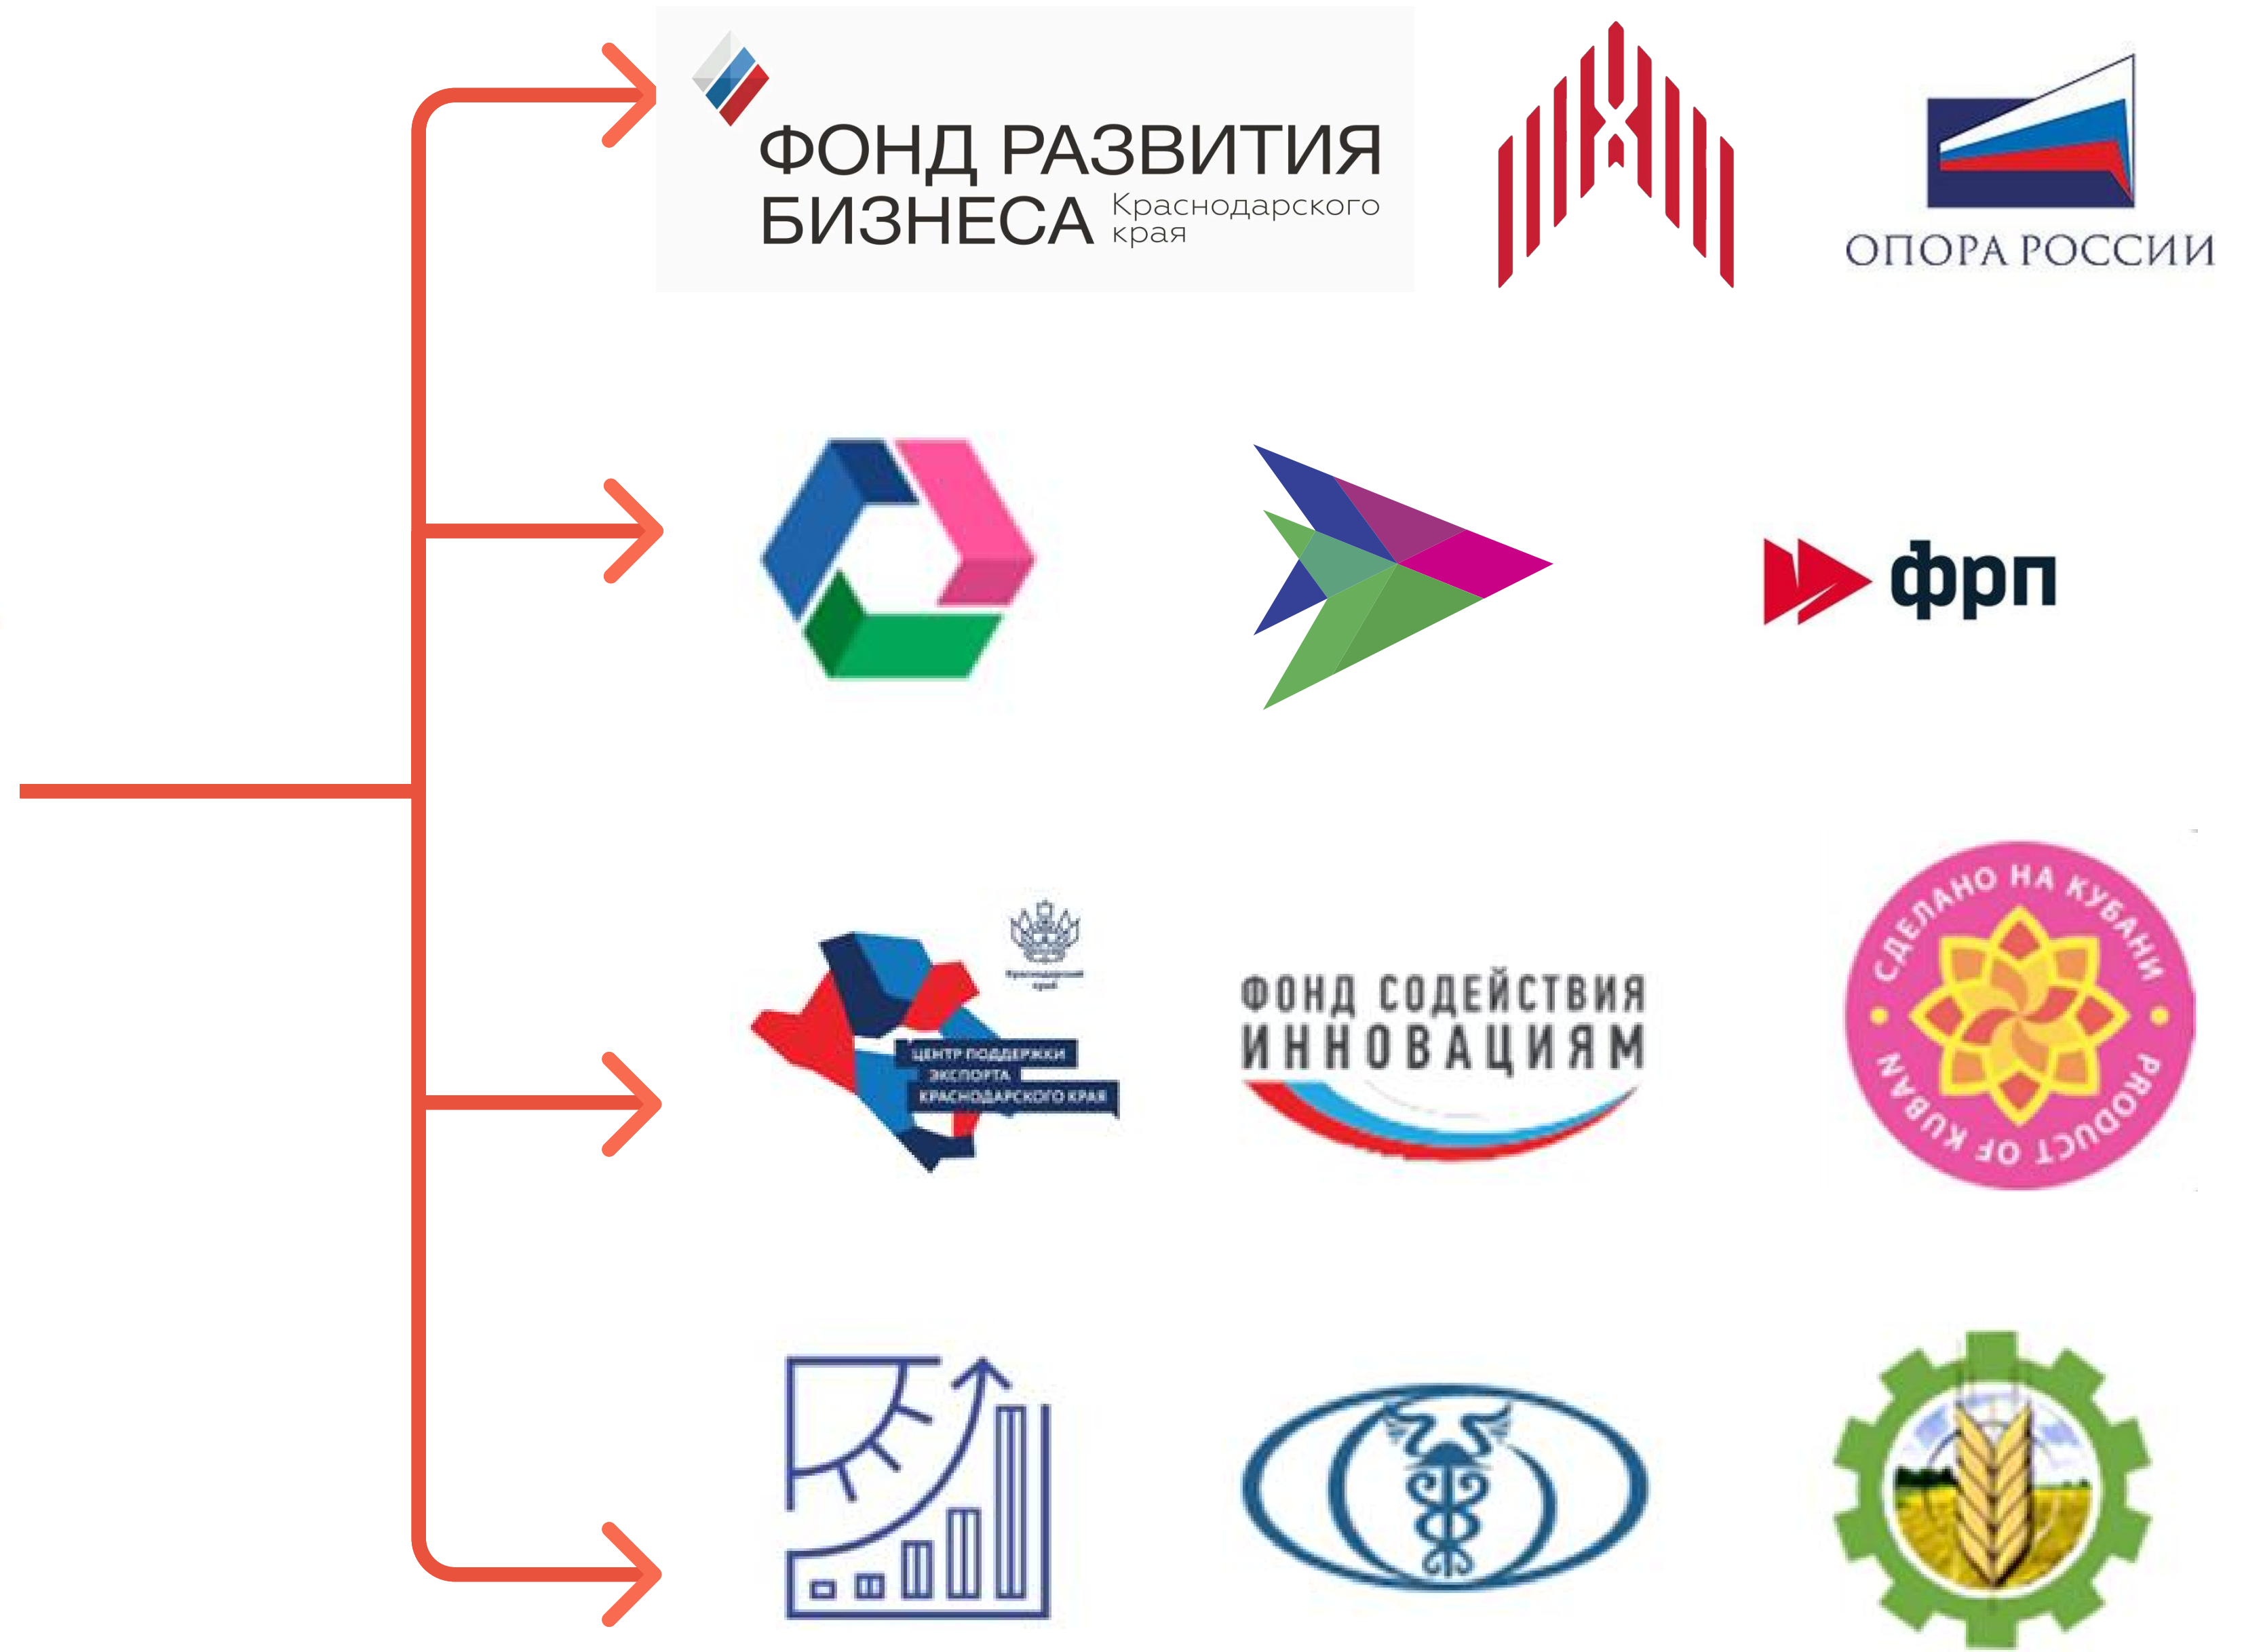 ФОНД РАЗВИТИЯ
БИЗНЕСА Краснодарского
края
ОПОРА РОССИИ
фрп
Краснодарский
край
ЦЕНТР ПОДДЕРЖКИ
ЭКСПОРТА
КРАСНОДАРСКОГО КРАЯ
ФОНД СОДЕЙСТВИЯ
ИННОВАЦИЯМ
СДЕЛАНО НА КУБАНИ
PRODUCT OF KUBAN